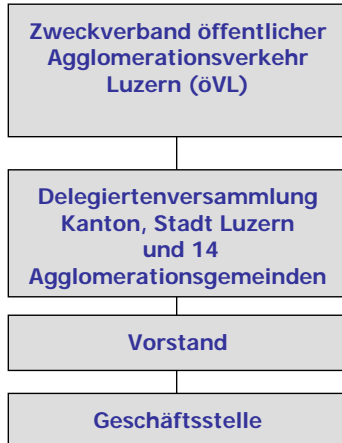 Zweckverband öffentlicher
Agglomerationsverkehr
Luzern (öVL)
Delegiertenversammlung
Kanton, Stadt Luzern
und 14
Agglomerationsgemeinden
Vorstand
Geschäftsstelle